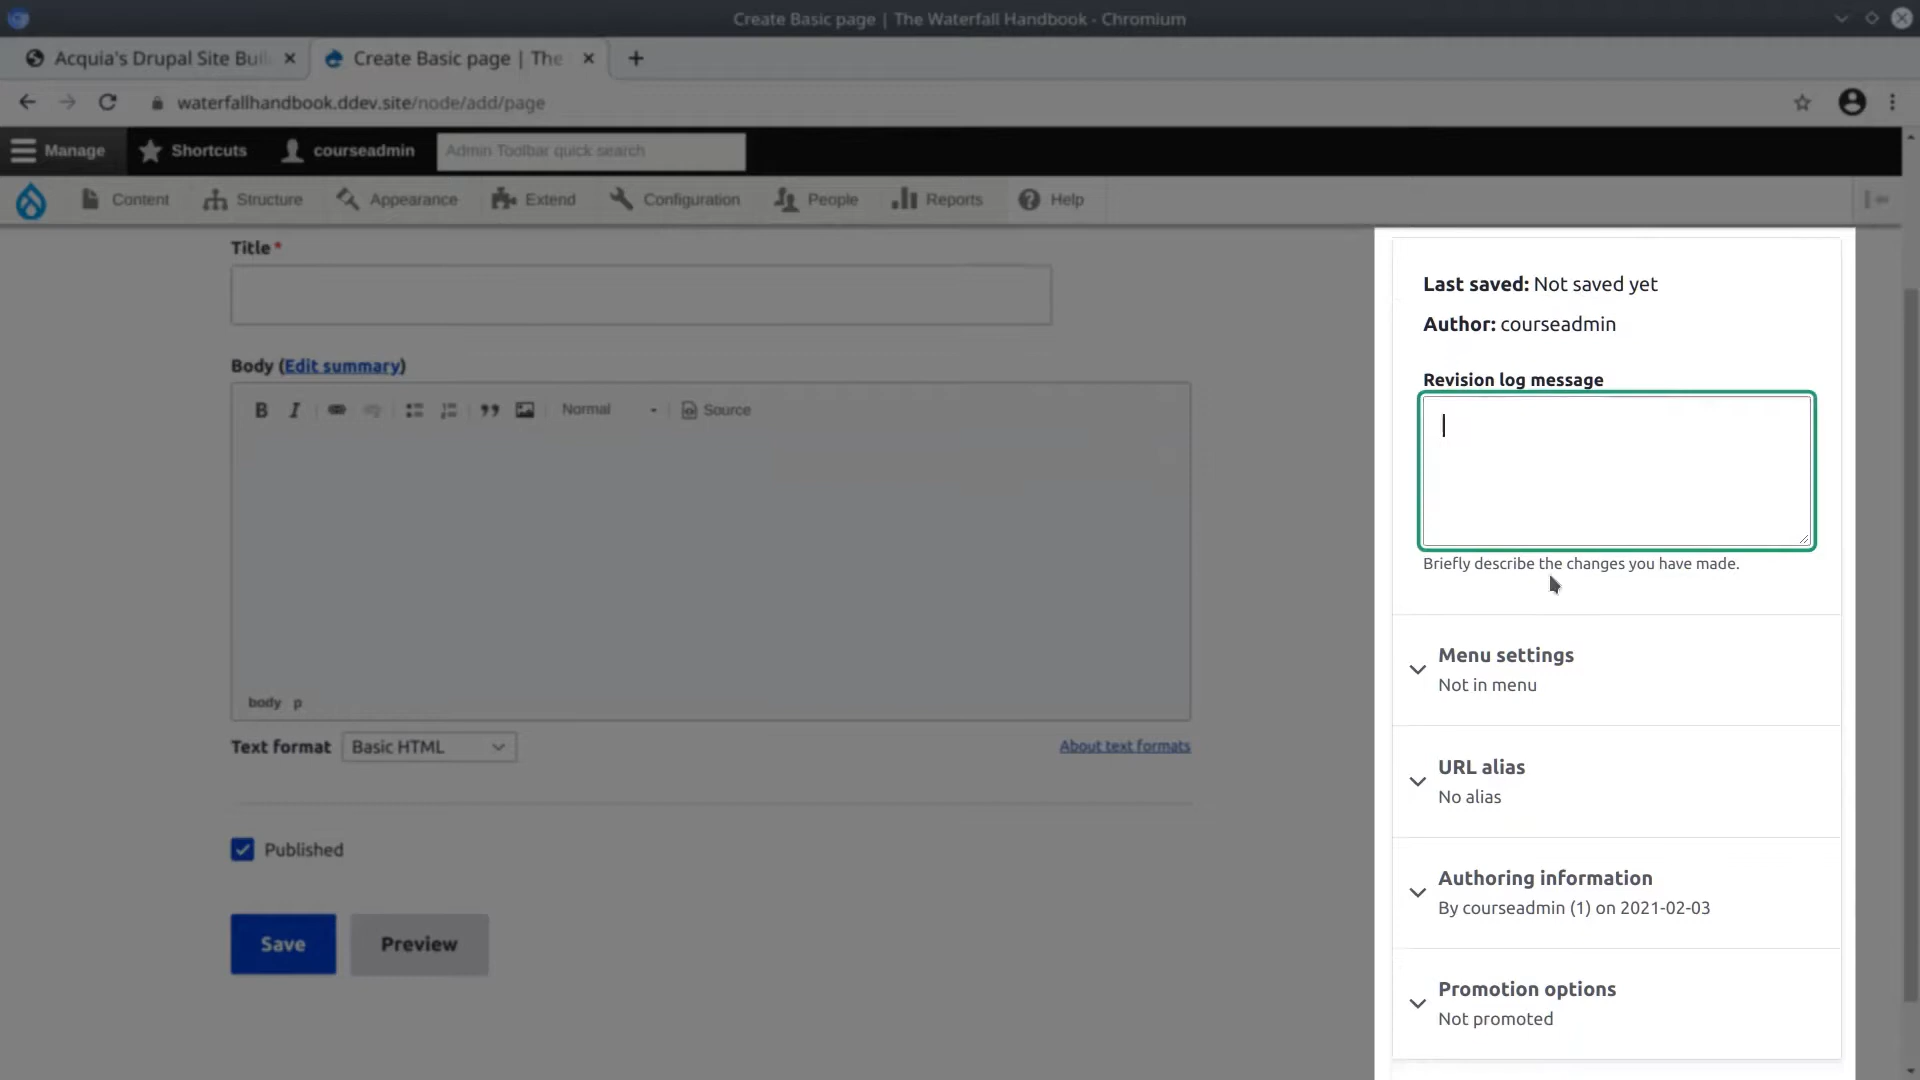 Create Basic page | The Waterfall Handbook - Chromium
Acquia's Drupal Site Buil
Create Basic page | The
waterfallhandbook.ddev.site/node/add/page
Manage
Shortcuts
courseadmin
Admin Toolbar quick search
Content
Structure
Appearance
Extend
Configuration
People
Reports
Help
Title*
Body (Edit summary)
B I
Normal
Source
body p
Text format
Basic HTML
About text formats
Published
Save
Preview
Last saved: Not saved yet
Author: courseadmin
Revision log message
Briefly describe the changes you have made.
Menu settings
Not in menu
URL alias
No alias
Authoring information
By courseadmin (1) on 2021-02-03
Promotion options
Not promoted